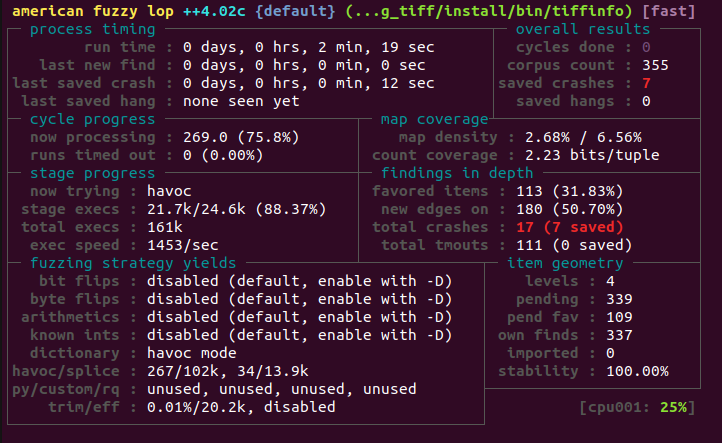 american fuzzy lop ++4.02c {default} (...g_tiff/install/bin/tiffinfo) [fast]
process timing overall results
run time : 0 days, 0 hrs, 2 min, 19 sec cycles done : 0
last new find : 0 days, 0 hrs, 0 min, 0 sec corpus count : 355
last saved crash : 0 days, 0 hrs, 0 min, 12 sec saved crashes : 7
last saved hang : none seen yet saved hangs : 0
cycle progress map coverage
now processing : 269.0 (75.8%) map density : 2.68% / 6.56%
runs timed out : 0 (0.00%) count coverage : 2.23 bits/tuple
stage progress findings in depth
now trying : havoc favored items : 113 (31.83%)
stage execs : 21.7k/24.6k (88.37%) new edges on : 180 (50.70%)
total execs : 161k total crashes : 17 (7 saved)
exec speed : 1453/sec total tmouts : 111 (0 saved)
fuzzing strategy yields item geometry
bit flips : disabled (default, enable with -D) levels : 4
byte flips : disabled (default, enable with -D) pending : 339
arithmetics : disabled (default, enable with -D) pend fav : 109
known ints : disabled (default, enable with -D) own finds : 337
dictionary : havoc mode imported : 0
havoc/splice : 267/102k, 34/13.9k stability : 100.00%
py/custom/rq : unused, unused, unused, unused
trim/eff : 0.01%/20.2k, disabled [cpu001: 25%]